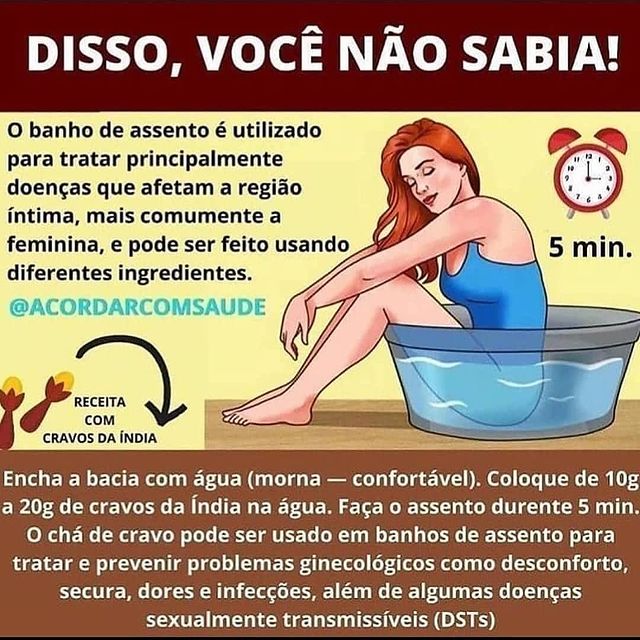 DISSO, VOCÊ NÃO SABIA!
O banho de assento é utilizado
para tratar principalmente
doenças que afetam a região
íntima, mais comumente a
feminina, e pode ser feito usando
diferentes ingredientes.
@ACORDARCOMSAUDE
12
3
6
9
5 min.
RECEITA
COM
CRAVOS DA ÍNDIA
Encha a bacia com água (morna — confortável). Coloque de 10g
a 20g de cravos da Índia na água. Faça o assento durente 5 min.
O chá de cravo pode ser usado em banhos de assento para
tratar e prevenir problemas ginecológicos como desconforto,
secura, dores e infecções, além de algumas doenças
sexualmente transmissíveis (DSTs)